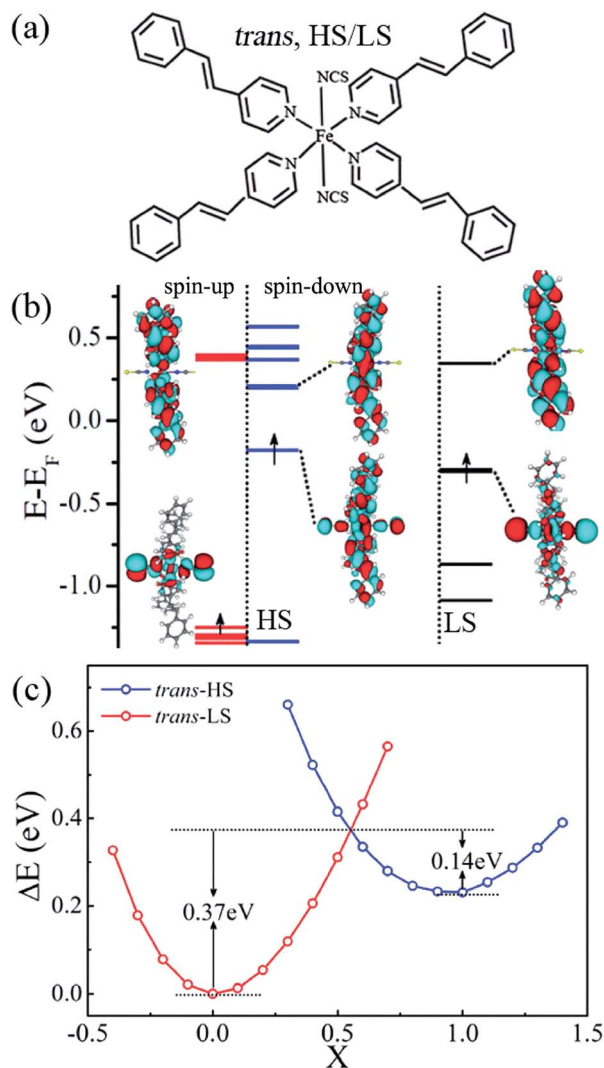 (a)
trans, HS/LS
NCS
N
N
Fe
N
N
NCS
(b)
spin-up
spin-down
E-E_F (eV)
0.5
0.0
-0.5
-1.0
HS
LS
(c)
trans-HS
trans-LS
ΔE (eV)
0.6
0.4
0.2
0.0
0.37eV
0.14eV
-0.5
0.0
0.5
1.0
1.5
X